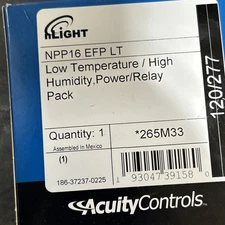 nLIGHT
NPP16 EFP LT
Low Temperature / High
Humidity,Power/Relay
Pack
Quantity: 1
*265M33
Assembled in Mexico
(1)
186-37237-0225
1 93047 39158 0
120/277
AcuityControls.